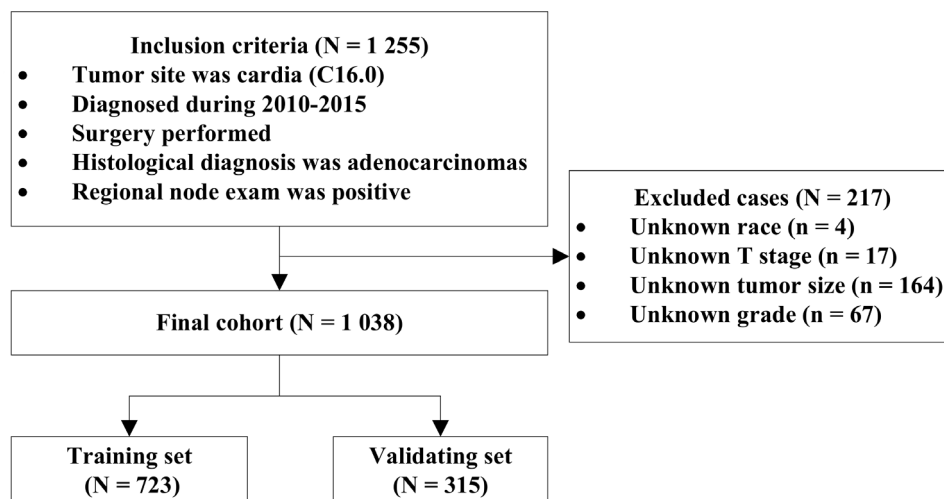 Inclusion criteria (N = 1 255)
• Tumor site was cardia (C16.0)
• Diagnosed during 2010-2015
• Surgery performed
• Histological diagnosis was adenocarcinomas
• Regional node exam was positive
Excluded cases (N = 217)
• Unknown race (n = 4)
• Unknown T stage (n = 17)
• Unknown tumor size (n = 164)
• Unknown grade (n = 67)
Final cohort (N = 1 038)
Training set
(N = 723)
Validating set
(N = 315)